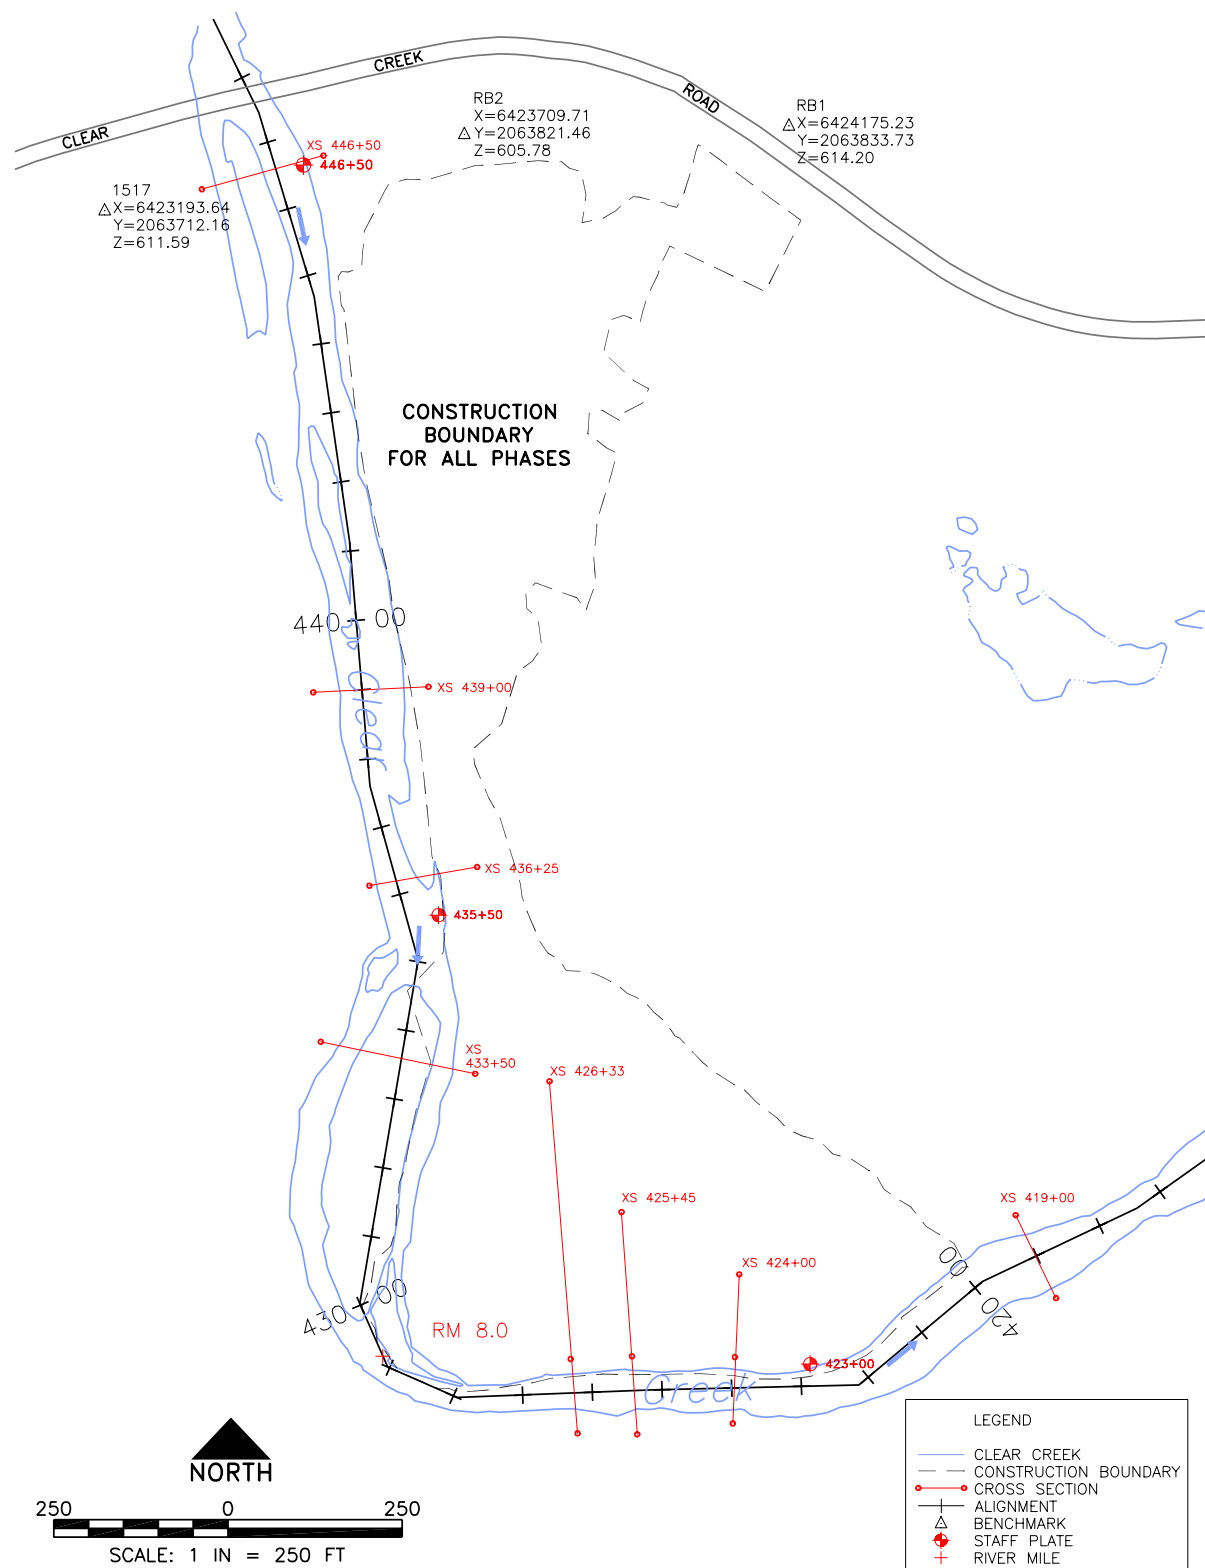 CLEAR
CREEK
ROAD
RB2
X=6423709.71
Y=2063821.46
Z=605.78
RB1
X=6424175.23
Y=2063833.73
Z=614.20
XS 446+50
446+50
1517
X=6423193.64
Y=2063712.16
Z=611.59
CONSTRUCTION
BOUNDARY
FOR ALL PHASES
440 00
XS 439+00
Clear
XS 436+25
435+50
XS
433+50
XS 426+33
XS 425+45
XS 419+00
XS 424+00
430 00
RM 8.0
423+00
420 00
Creek
NORTH
250 0 250
SCALE: 1 IN = 250 FT
LEGEND
CLEAR CREEK
CONSTRUCTION BOUNDARY
CROSS SECTION
ALIGNMENT
BENCHMARK
STAFF PLATE
RIVER MILE